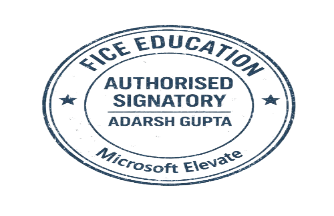 FICE EDUCATION
AUTHORISED
SIGNATORY
ADARSH GUPTA
Microsoft Elevate